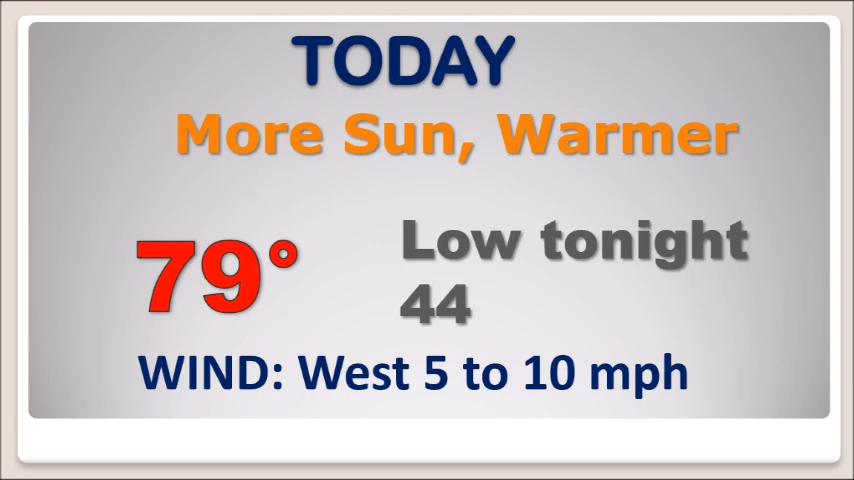 TODAY
More Sun, Warmer
79°
Low tonight
44
WIND: West 5 to 10 mph